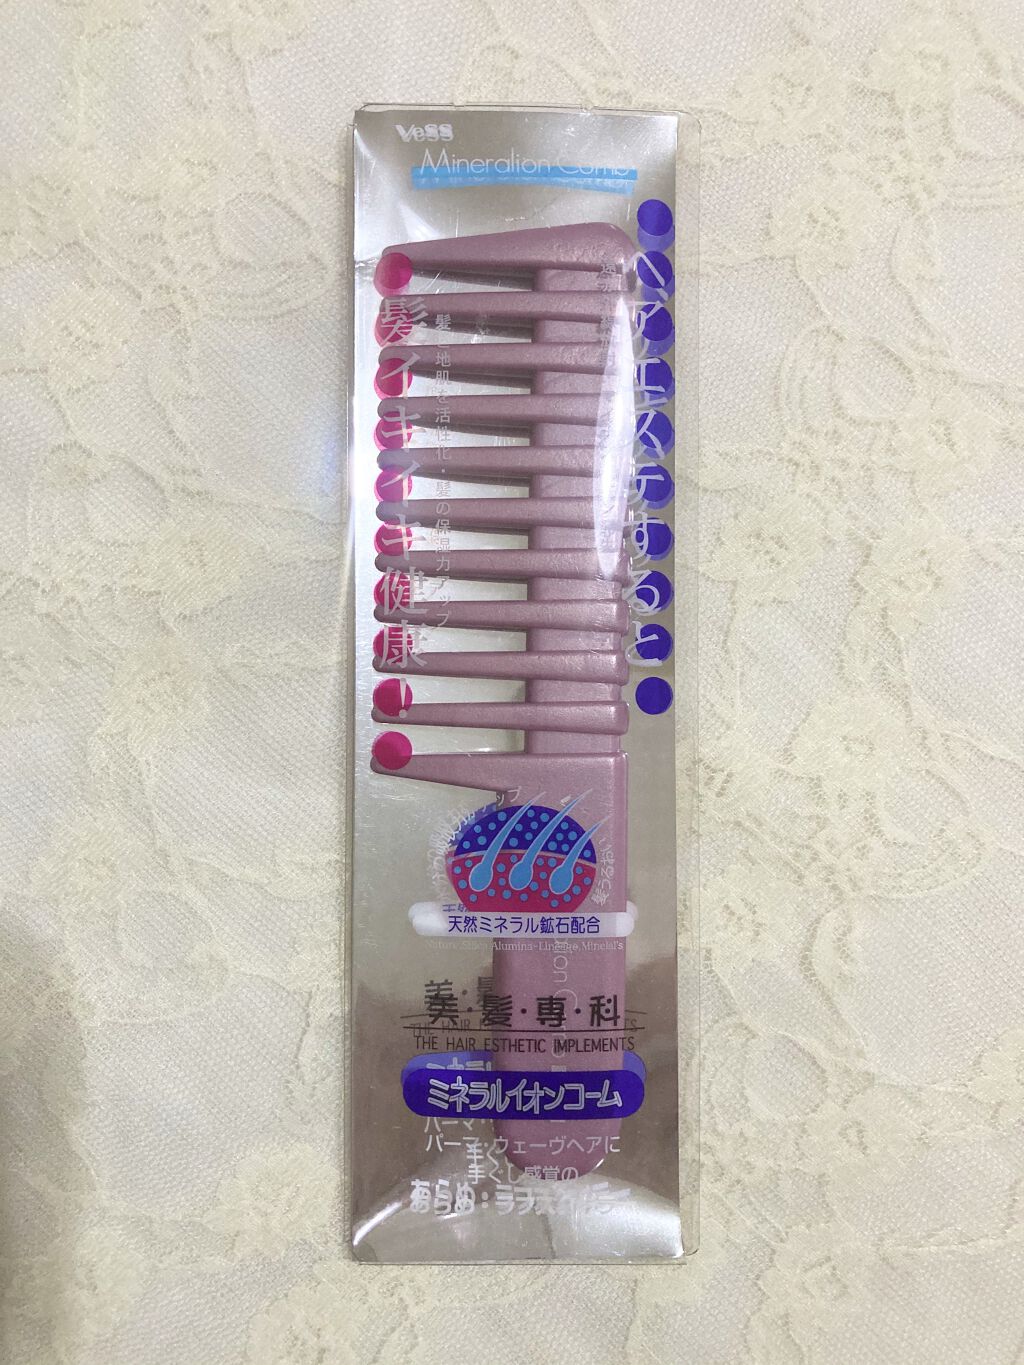 Vess
Mineralion Comb
ヘアエステすると
髪イキイキ健康!
髪と地肌を活性化・髪の保湿力アップ
天然ミネラル鉱石配合
美・髪・専・科
THE HAIR ESTHETIC IMPLEMENTS
ミネラルイオンコーム
パーマ・ウェーヴヘアに
手ぐし感覚の
あらめ・ラフスタイラー